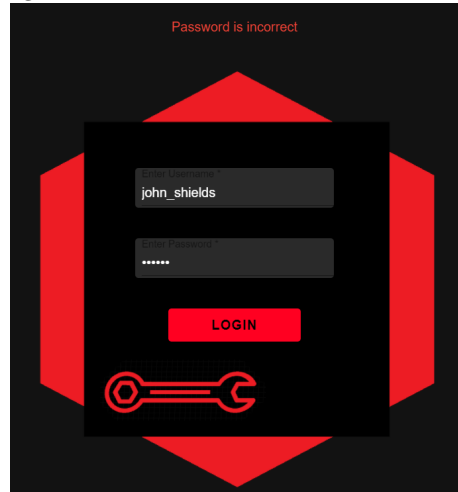 Password is incorrect
Enter Username *
john_shields
Enter Password *
••••••
LOGIN